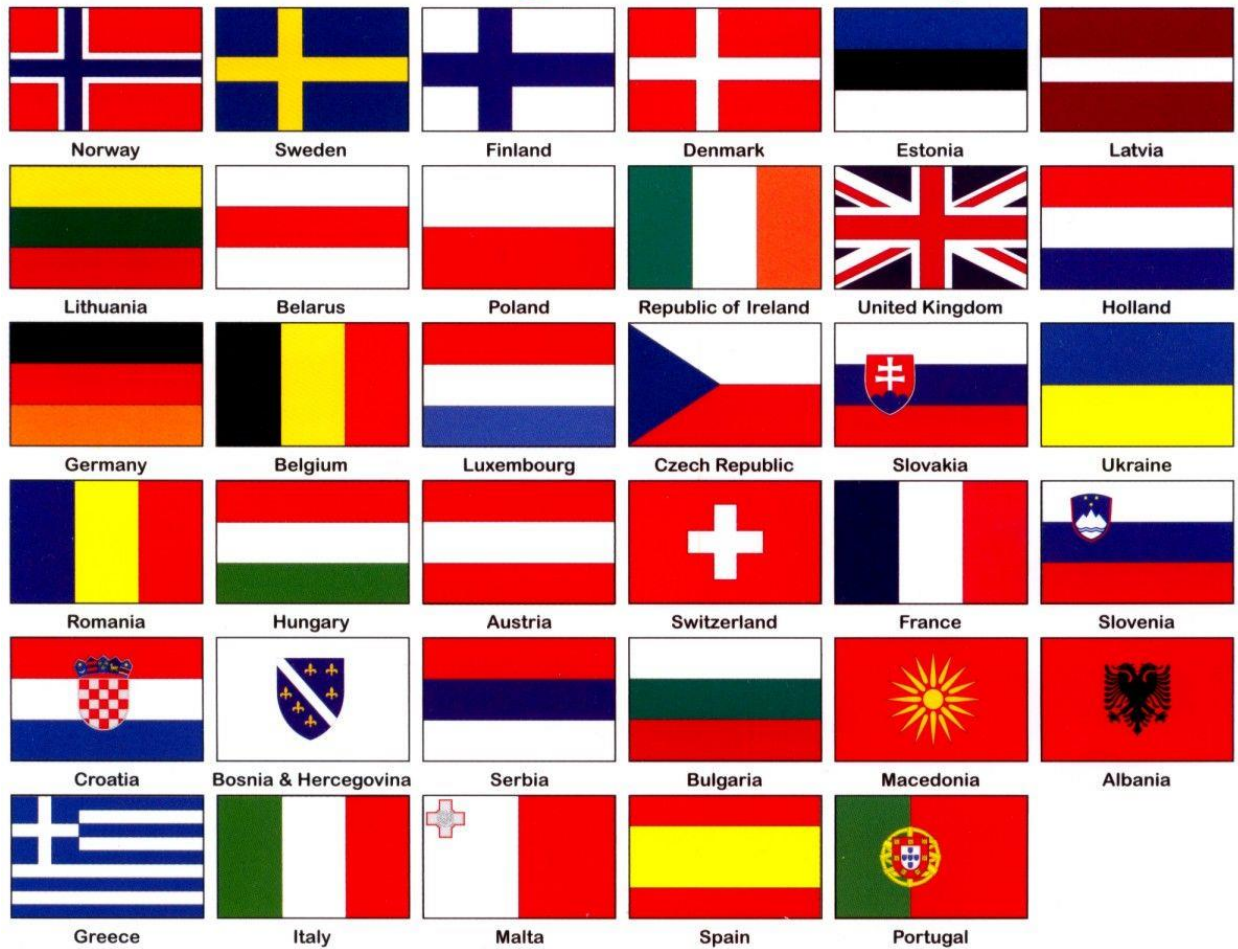 Norway Sweden Finland Denmark Estonia Latvia
Lithuania Belarus Poland Republic of Ireland United Kingdom Holland
Germany Belgium Luxembourg Czech Republic Slovakia Ukraine
Romania Hungary Austria Switzerland France Slovenia
Croatia Bosnia & Hercegovina Serbia Bulgaria Macedonia Albania
Greece Italy Malta Spain Portugal